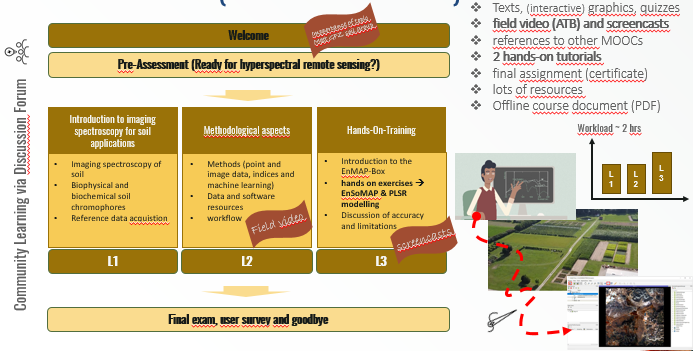 Welcome
Pre-Assessment (Ready for hyperspectral remote sensing?)
Community Learning via Discussion Forum
Introduction to imaging
spectroscopy for soil
applications
• Imaging spectroscopy of
soil
• Biophysical and
biochemical soil
chromophores
• Reference data acquistion
L1
Methodological aspects
• Methods (point and
image data, indices and
machine learning)
• Data and software
resources
• workflow
Field video
L2
Hands-On-Training
• Introduction to the
EnMAP-Box
• hands on exercises →
EnSoMAP & PLSR
modelling
• Discussion of accuracy
and limitations
screencasts
L3
Final exam, user survey and goodbye
❖ Texts, (interactive) graphics, quizzes
❖ field video (ATB) and screencasts
❖ references to other MOOCs
❖ 2 hands-on tutorials
❖ final assignment (certificate)
❖ lots of resources
❖ Offline course document (PDF)
Workload ~ 2 hrs
L
1
L
2
L
3